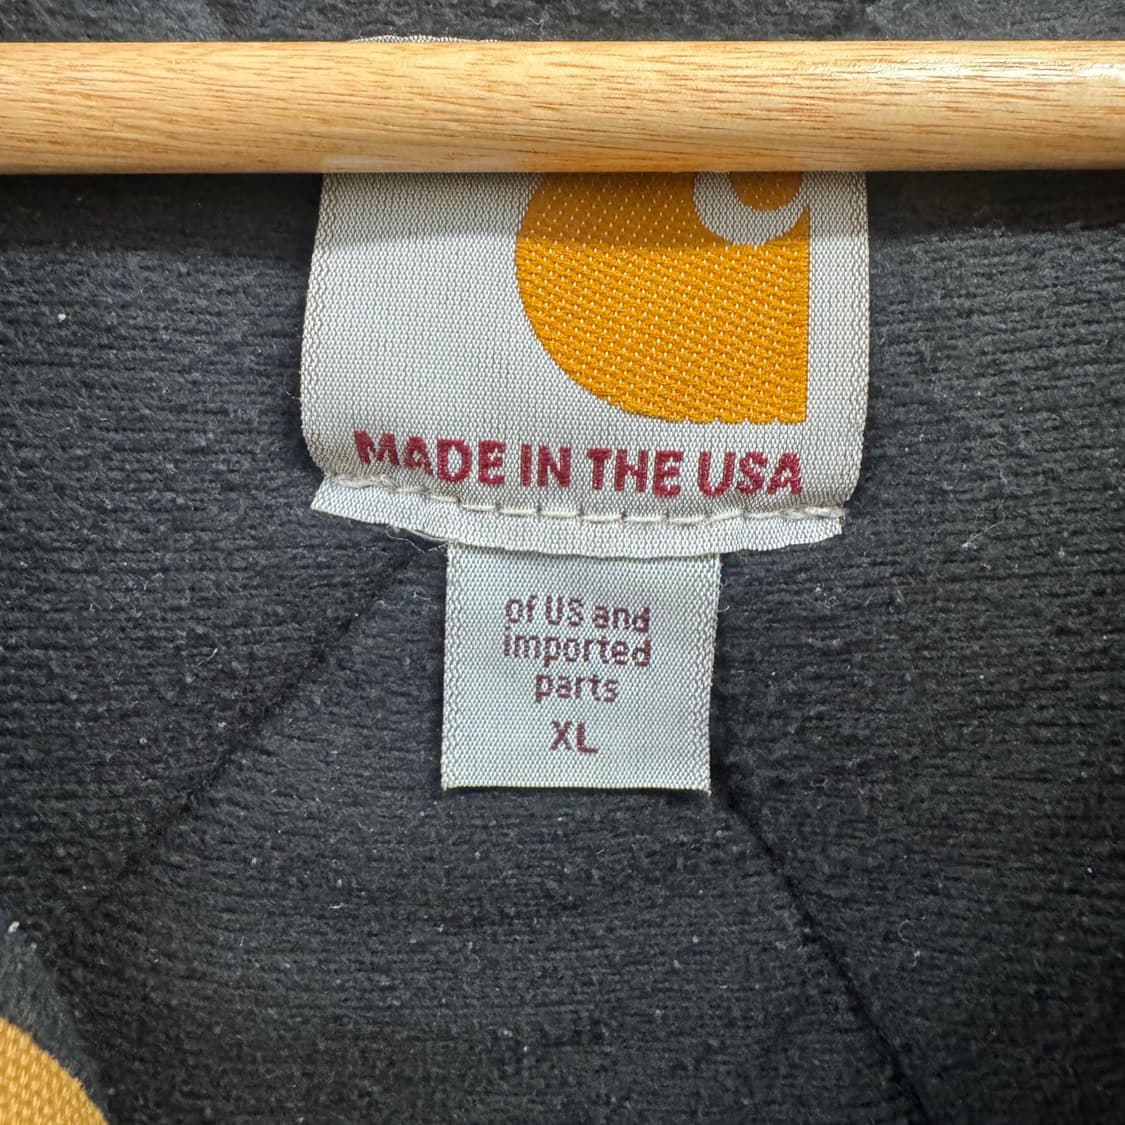 MADE IN THE USA
of US and
imported
parts
XL